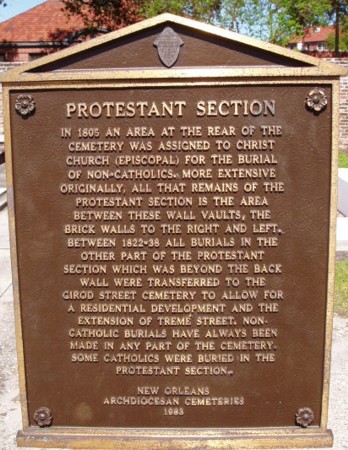 PROTESTANT SECTION
IN 1805 AN AREA AT THE REAR OF THE
CEMETERY WAS ASSIGNED TO CHRIST
CHURCH (EPISCOPAL) FOR THE BURIAL
OF NON-CATHOLICS. MORE EXTENSIVE
ORIGINALLY, ALL THAT REMAINS OF THE
PROTESTANT SECTION IS THE AREA
BETWEEN THESE WALL VAULTS, THE
BRICK WALLS TO THE RIGHT AND LEFT.
BETWEEN 1822-38 ALL BURIALS IN THE
OTHER PART OF THE PROTESTANT
SECTION WHICH WAS BEYOND THE BACK
WALL WERE TRANSFERRED TO THE
GIROD STREET CEMETERY TO ALLOW FOR
A RESIDENTIAL DEVELOPMENT AND THE
EXTENSION OF TREMÉ STREET. NON-
CATHOLIC BURIALS HAVE ALWAYS BEEN
MADE IN ANY PART OF THE CEMETERY.
SOME CATHOLICS WERE BURIED IN THE
PROTESTANT SECTION.
NEW ORLEANS
ARCHDIOCESAN CEMETERIES
1983